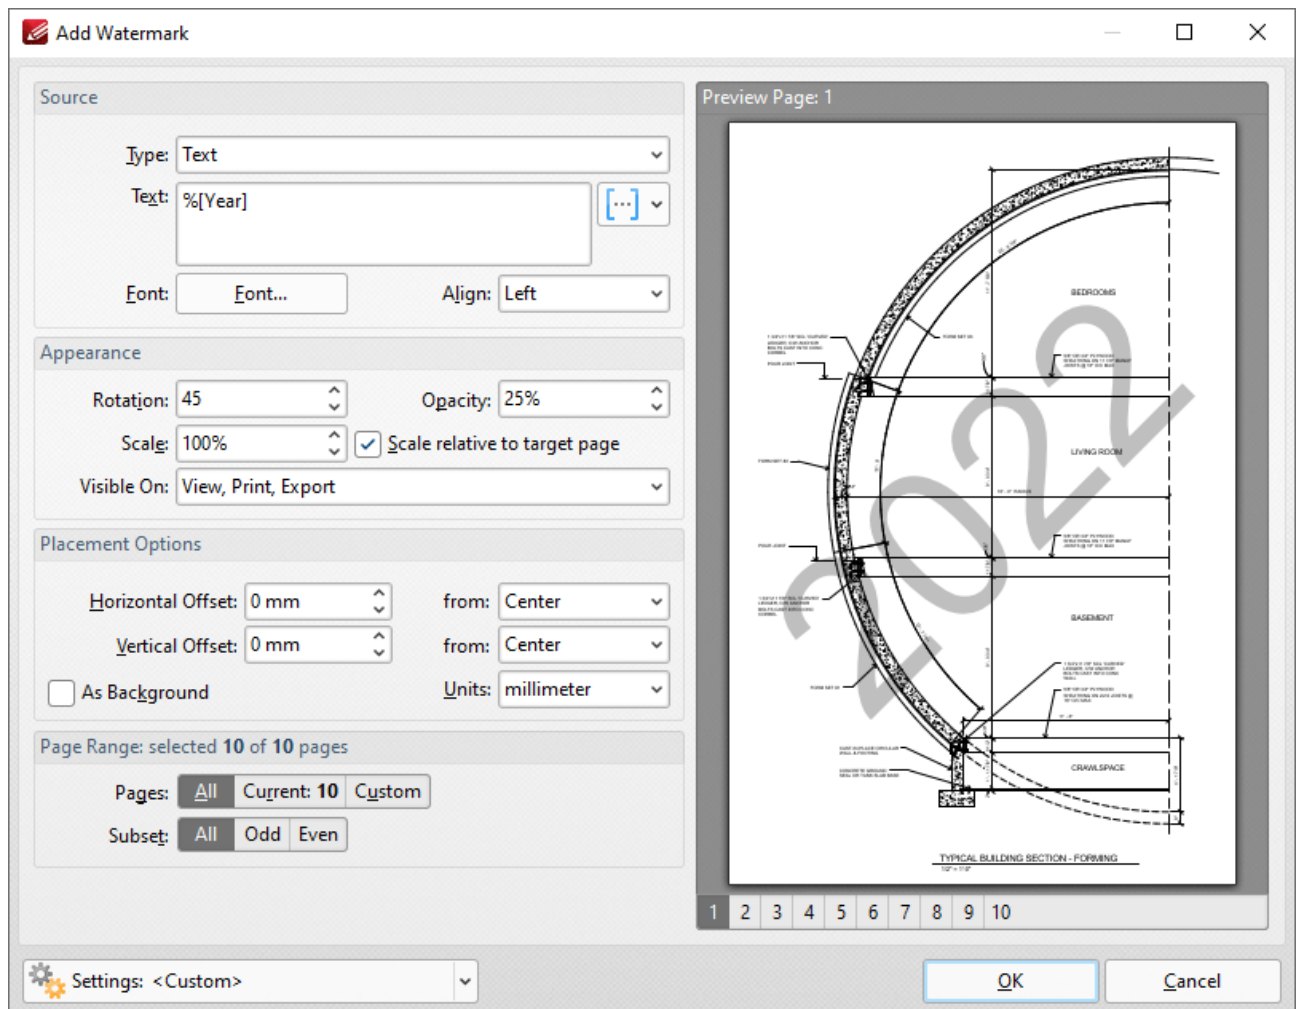 Add Watermark
Source
Type: Text
Text: %[Year]
Font: Font... Align: Left
Appearance
Rotation: 45 Opacity: 25%
Scale: 100% Scale relative to target page
Visible On: View, Print, Export
Placement Options
Horizontal Offset: 0 mm from: Center
Vertical Offset: 0 mm from: Center
As Background Units: millimeter
Page Range: selected 10 of 10 pages
Pages: All Current: 10 Custom
Subset: All Odd Even
Preview Page: 1
BEDROOMS
LIVING ROOM
2022
BASEMENT
CRAWLSPACE
TYPICAL BUILDING SECTION - FORMING
1 2 3 4 5 6 7 8 9 10
Settings: <Custom>
OK Cancel